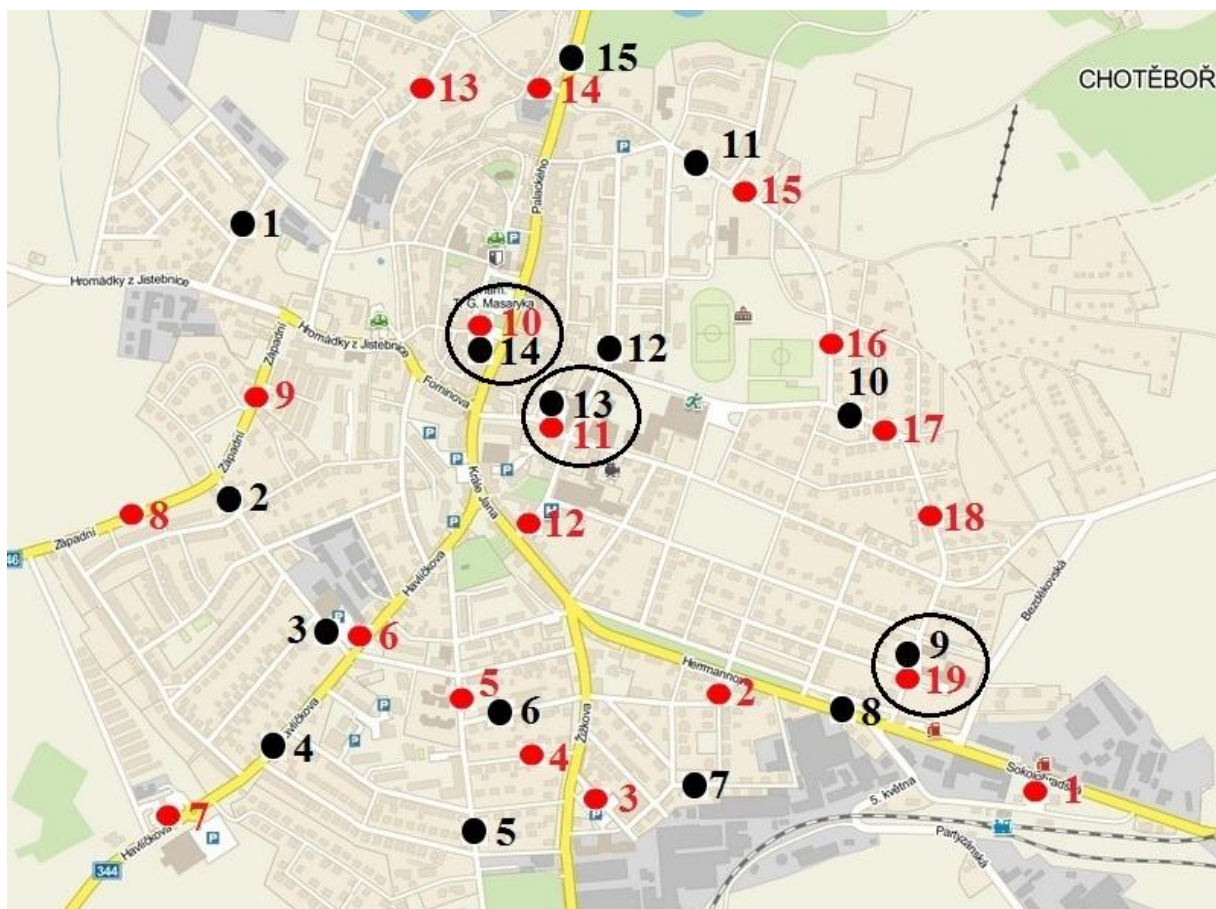 15
13
14
CHOTĚBOŘ
11
15
Palackého
1
Hromádky z Jistebnice
nám.
T. G. Masaryka
10
14
12
16
Hromádky z Jistebnice
Západní
9
Fominova
13
11
10
17
Západní
2
8
Západní
Krále Jana
12
18
Havlíčkova
Bezděkovská
3
6
9
19
Herrmannova
5
6
2
8
Havlíčkova
4
Žižkova
4
7
3
Sokolohradská
1
5. května
7
Havlíčkova
5
Partyzánská
344